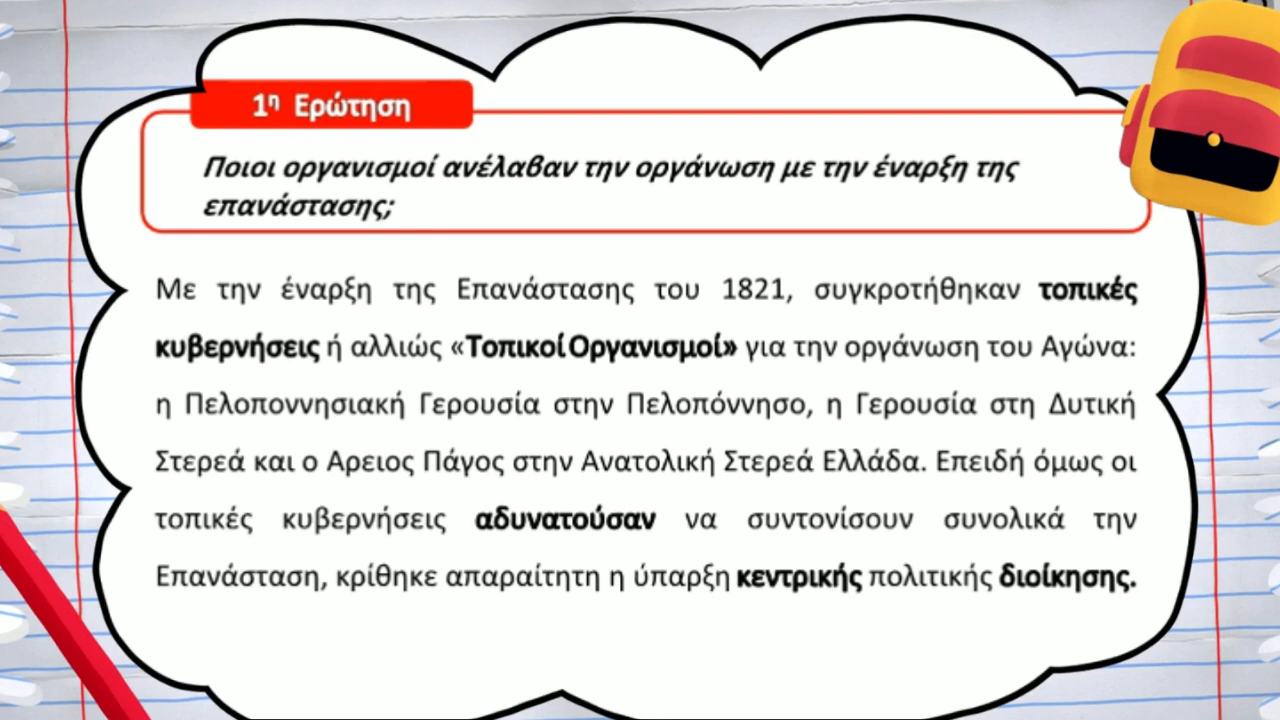 1η Ερώτηση
Ποιοι οργανισμοί ανέλαβαν την οργάνωση με την έναρξη της
επανάστασης;
Με την έναρξη της Επανάστασης του 1821, συγκροτήθηκαν τοπικές
κυβερνήσεις ή αλλιώς «Τοπικοί Οργανισμοί» για την οργάνωση του Αγώνα:
η Πελοποννησιακή Γερουσία στην Πελοπόννησο, η Γερουσία στη Δυτική
Στερεά και ο Αρειος Πάγος στην Ανατολική Στερεά Ελλάδα. Επειδή όμως οι
τοπικές κυβερνήσεις αδυνατούσαν να συντονίσουν συνολικά την
Επανάσταση, κρίθηκε απαραίτητη η ύπαρξη κεντρικής πολιτικής διοίκησης.